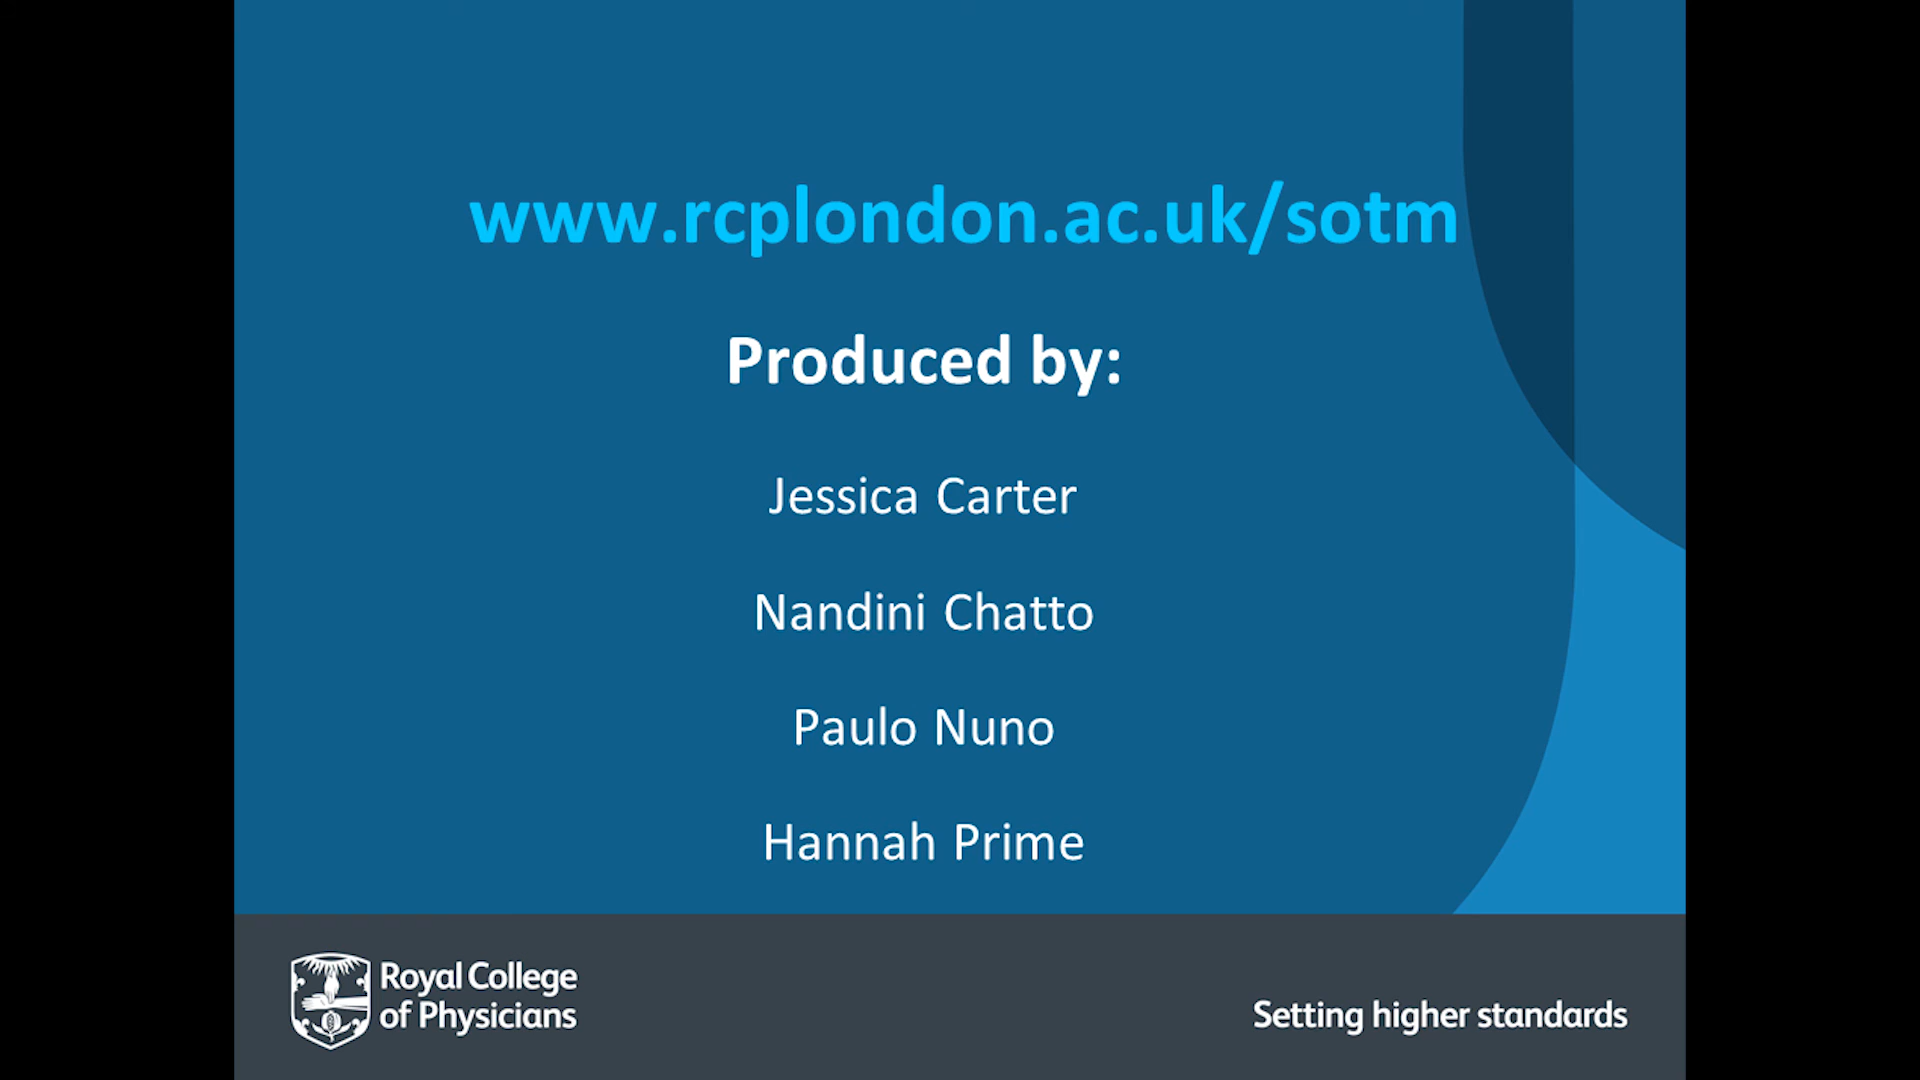 www.rcplondon.ac.uk/sotm
Produced by:
Jessica Carter
Nandini Chatto
Paulo Nuno
Hannah Prime
Royal College
of Physicians
Setting higher standards